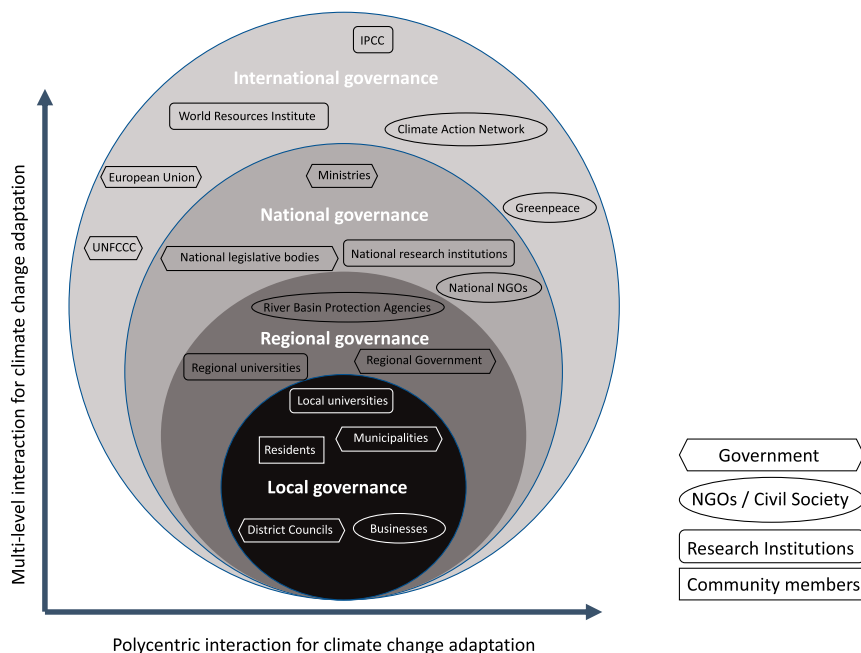 IPCC
International governance
World Resources Institute
Climate Action Network
European Union
Ministries
Greenpeace
National governance
UNFCCC
National legislative bodies
National research institutions
National NGOs
River Basin Protection Agencies
Regional governance
Regional universities
Regional Government
Local universities
Municipalities
Residents
Local governance
District Councils
Businesses
Multi-level interaction for climate change adaptation
Polycentric interaction for climate change adaptation
Government
NGOs / Civil Society
Research Institutions
Community members